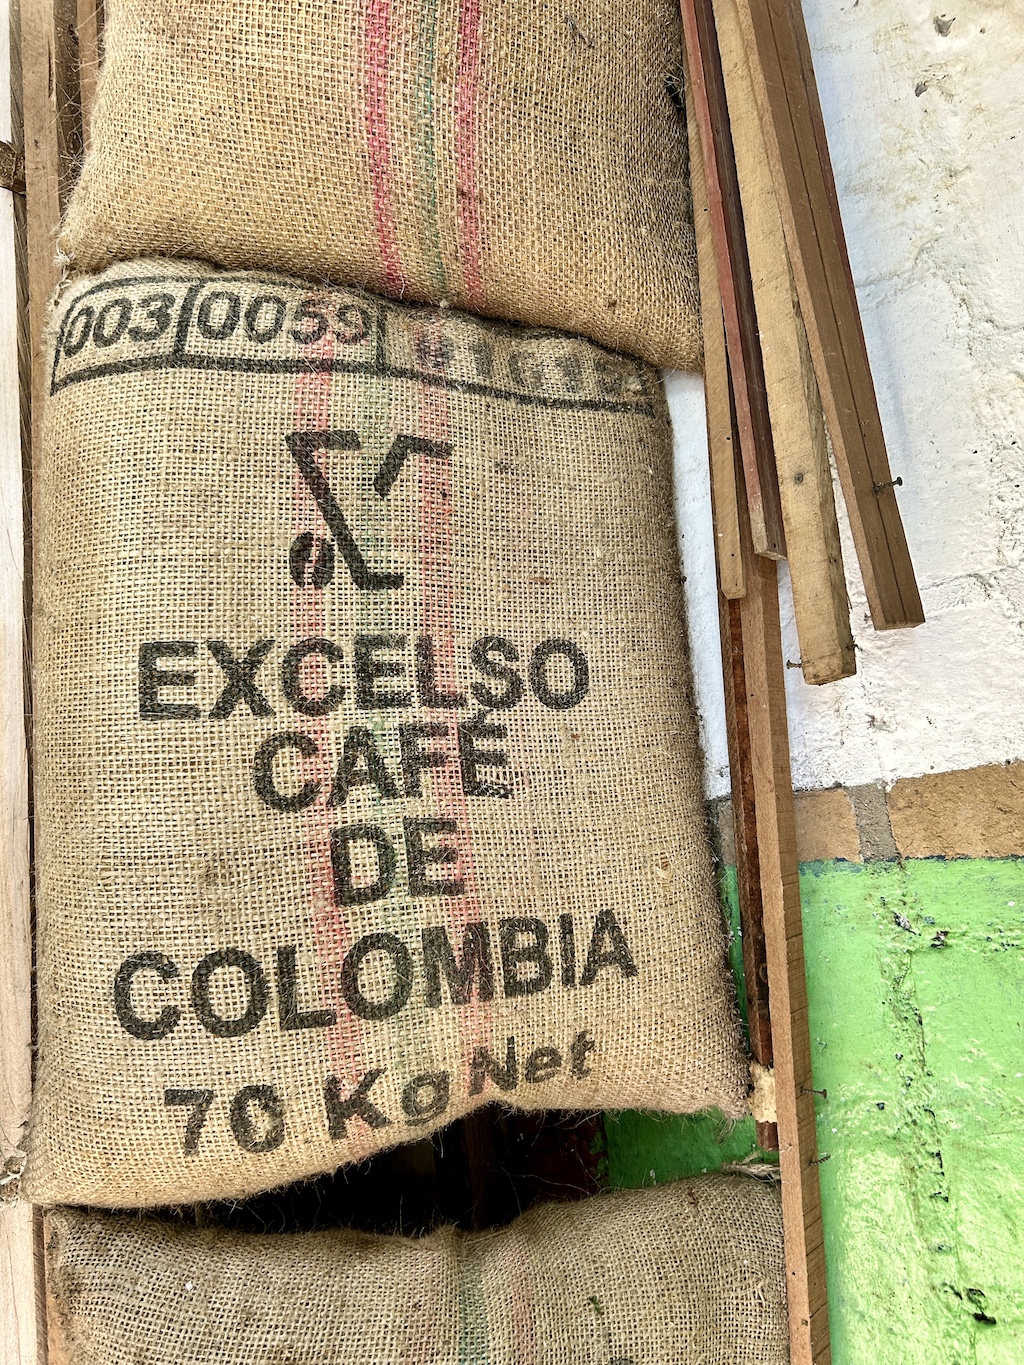 003 0059
EXCELSO
CAFÉ
DE
COLOMBIA
70 Kg Net